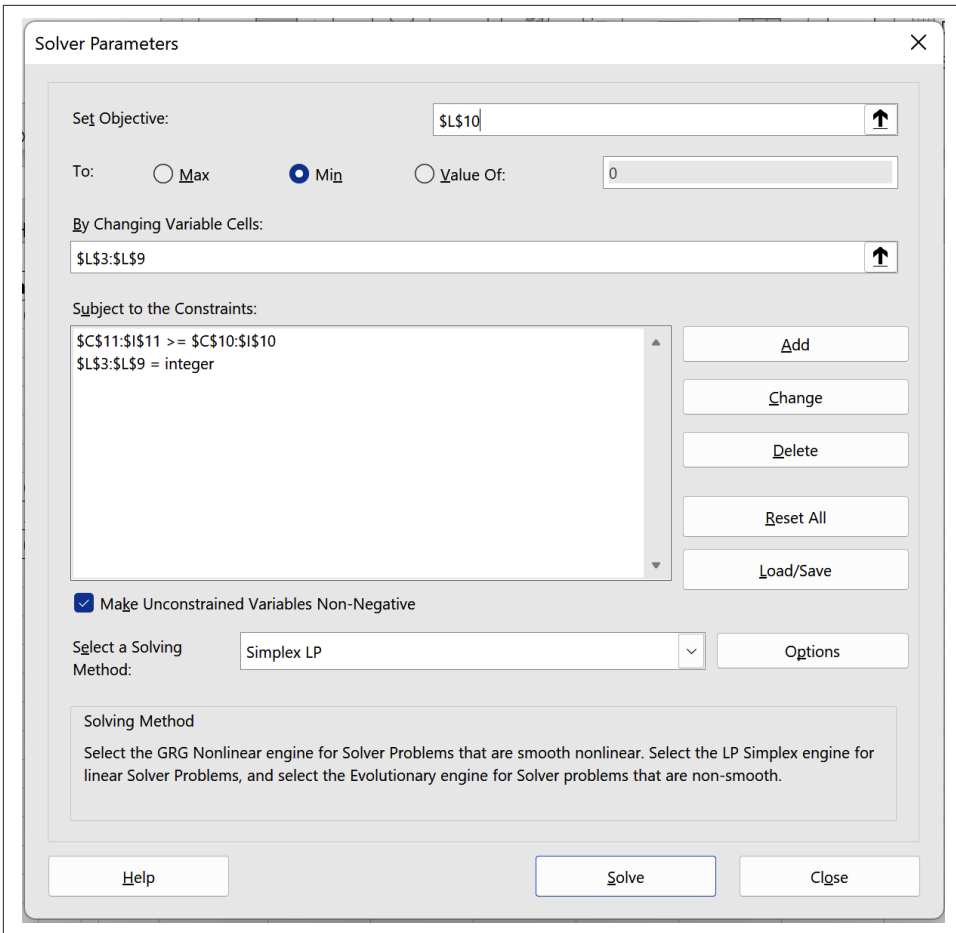 Solver Parameters
Set Objective:
$L$10
To:
Max
Min
Value Of:
0
By Changing Variable Cells:
$L$3:$L$9
Subject to the Constraints:
$C$11:$I$11 >= $C$10:$I$10
$L$3:$L$9 = integer
Add
Change
Delete
Reset All
Load/Save
Make Unconstrained Variables Non-Negative
Select a Solving
Method:
Simplex LP
Options
Solving Method
Select the GRG Nonlinear engine for Solver Problems that are smooth nonlinear. Select the LP Simplex engine for
linear Solver Problems, and select the Evolutionary engine for Solver problems that are non-smooth.
Help
Solve
Close